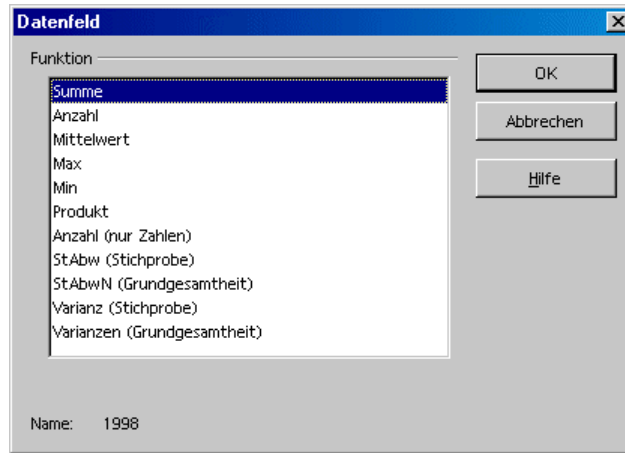 Datenfeld
Funktion
Summe
Anzahl
Mittelwert
Max
Min
Produkt
Anzahl (nur Zahlen)
StAbw (Stichprobe)
StAbwN (Grundgesamtheit)
Varianz (Stichprobe)
Varianzen (Grundgesamtheit)
OK
Abbrechen
Hilfe
Name: 1998